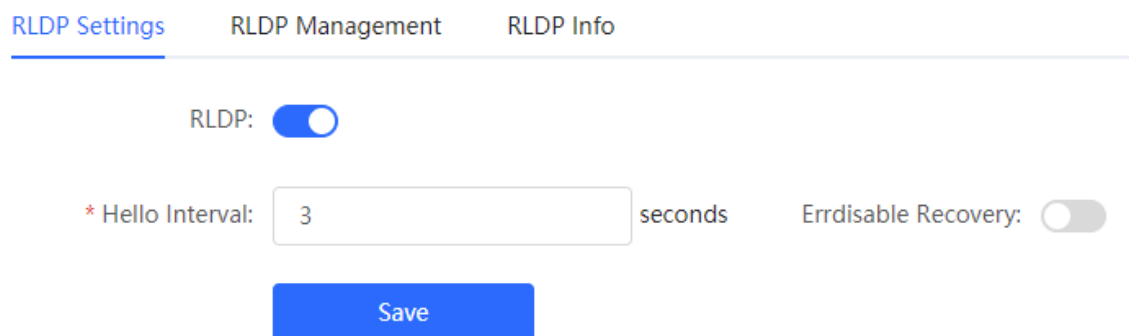 RLDP Settings RLDP Management RLDP Info
RLDP:
* Hello Interval: 3 seconds Errdisable Recovery:
Save